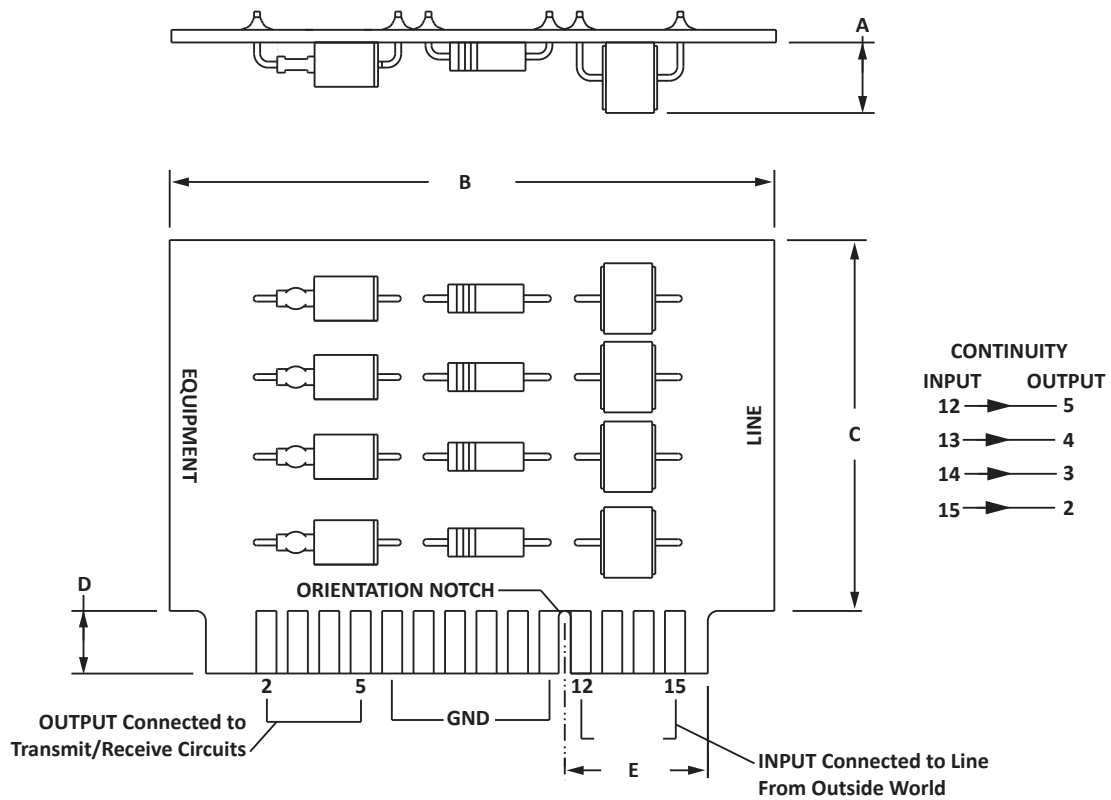 A
B
EQUIPMENT
LINE
C
CONTINUITY
INPUT OUTPUT
12 5
13 4
14 3
15 2
D
ORIENTATION NOTCH
2 5 12 15
GND
OUTPUT Connected to
Transmit/Receive Circuits
E
INPUT Connected to Line
From Outside World